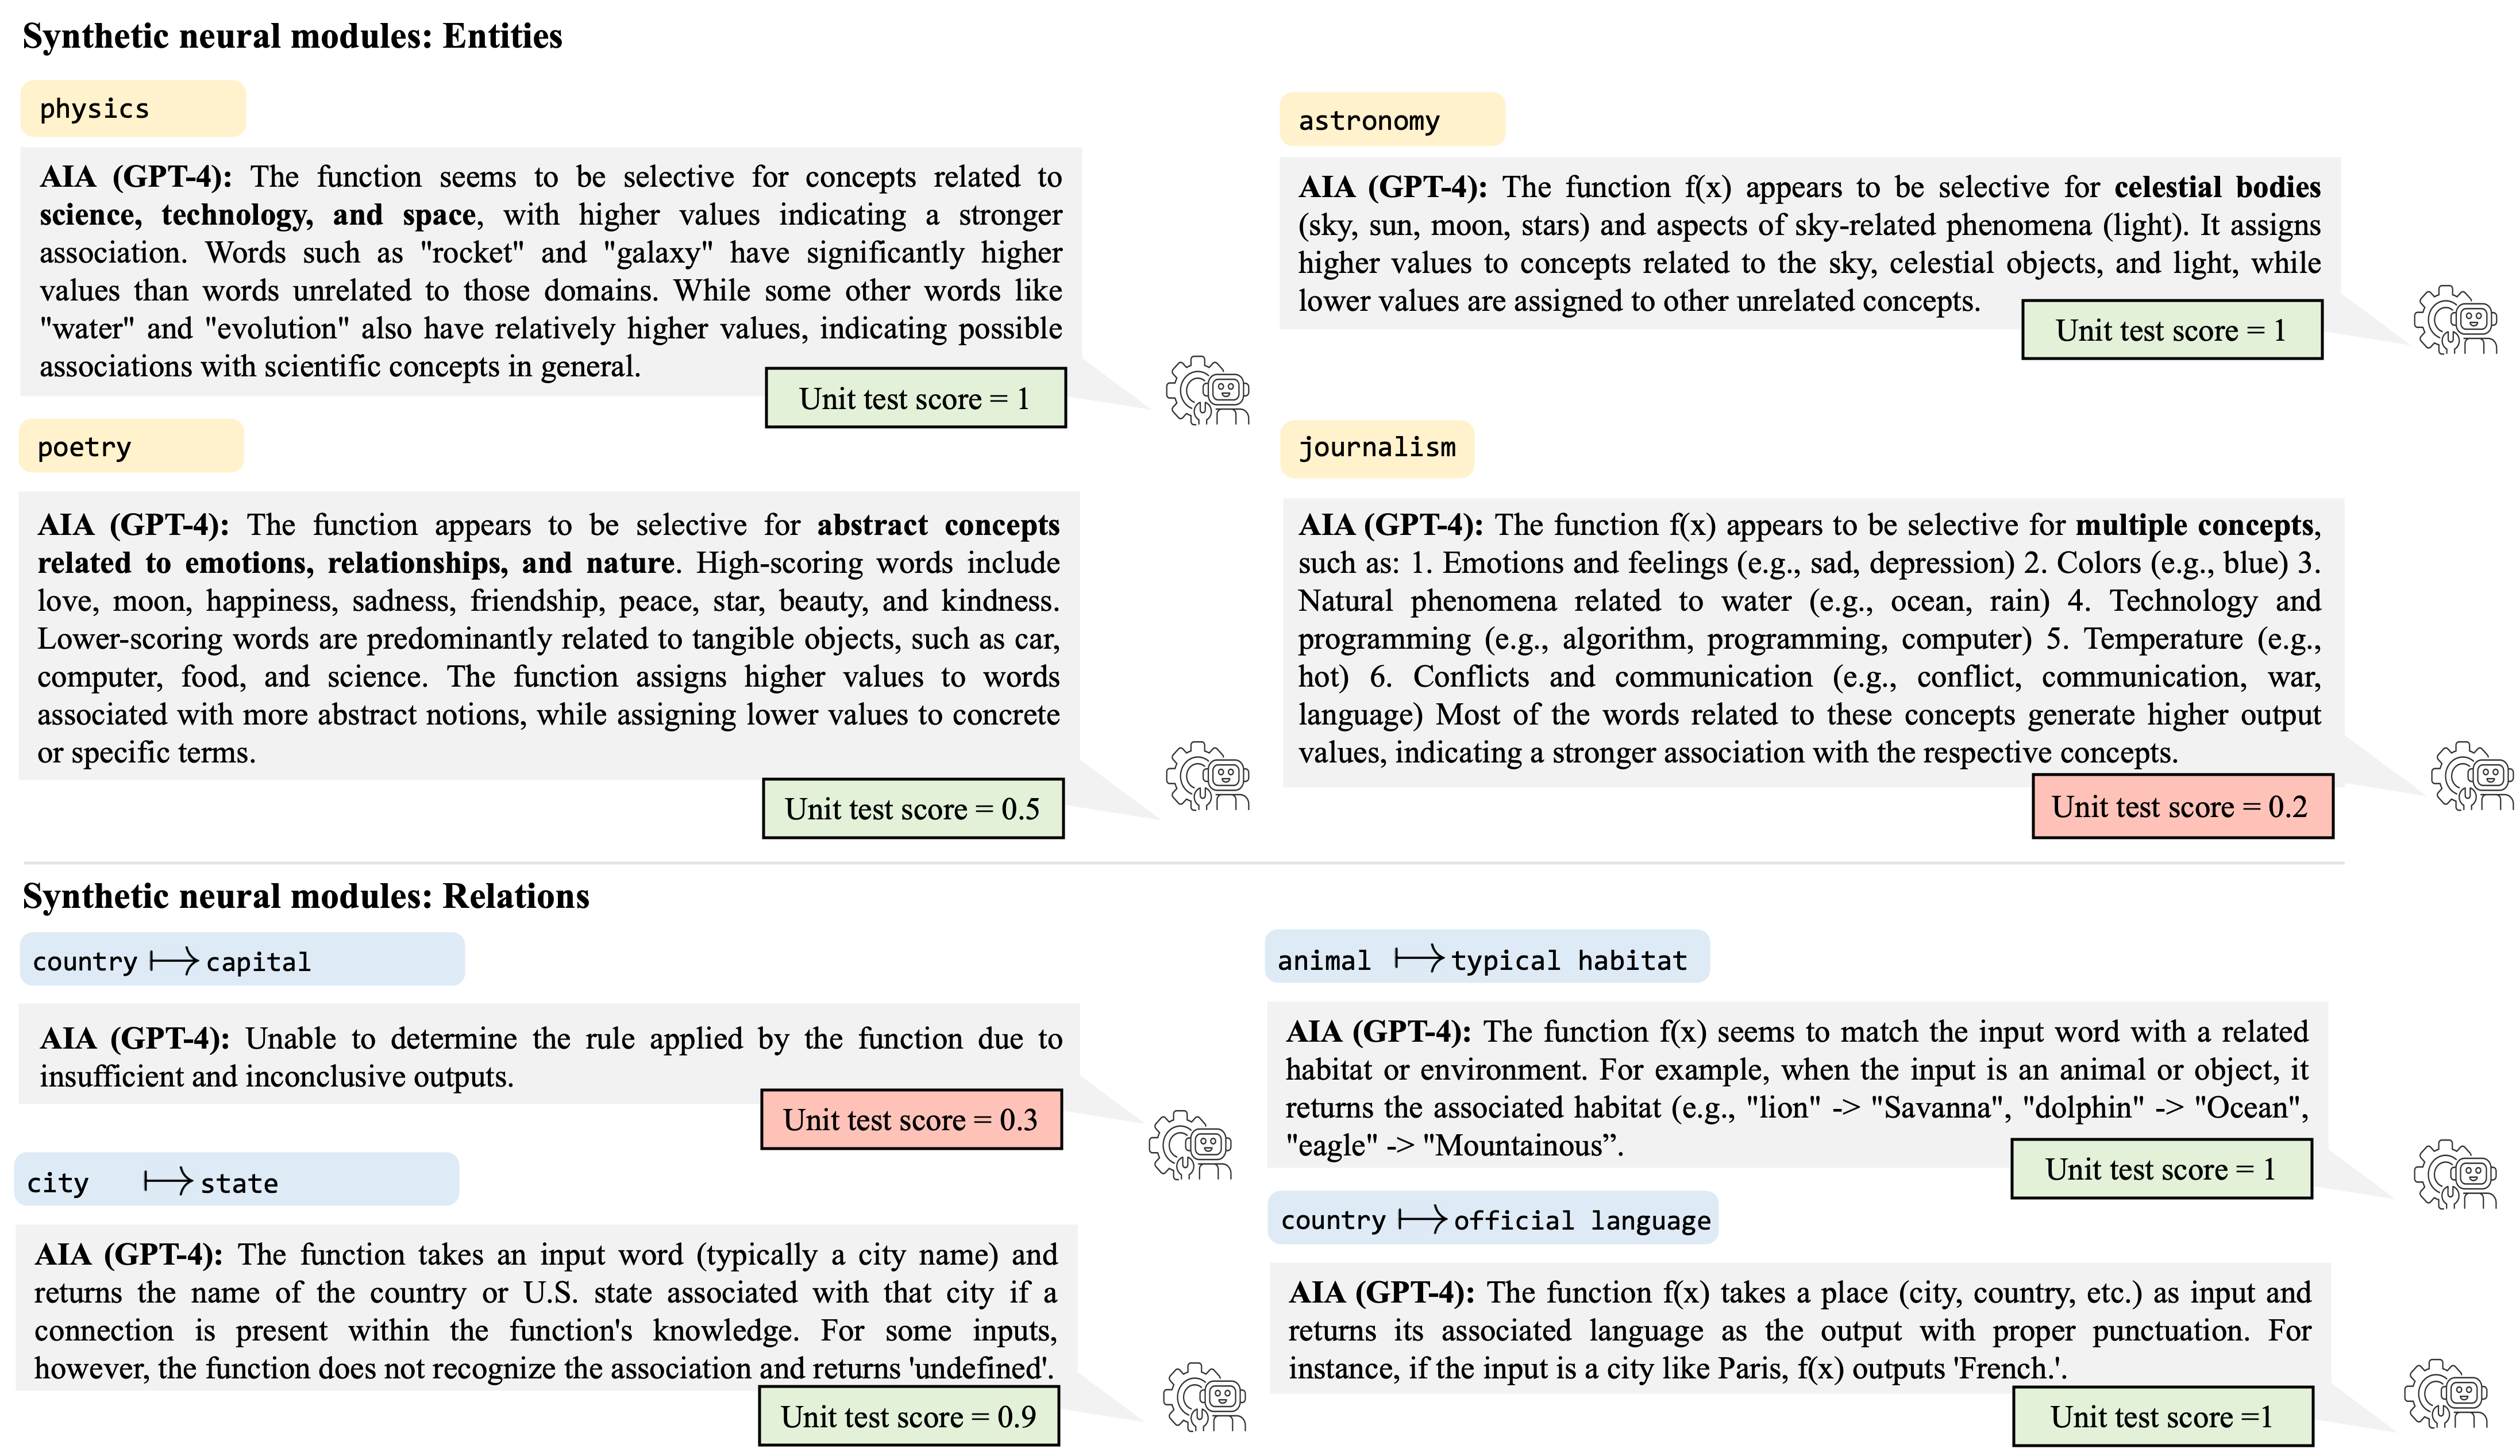 Synthetic neural modules: Entities
physics
AIA (GPT-4): The function seems to be selective for concepts related to
science, technology, and space, with higher values indicating a stronger
association. Words such as "rocket" and "galaxy" have significantly higher
values than words unrelated to those domains. While some other words like
"water" and "evolution" also have relatively higher values, indicating possible
associations with scientific concepts in general.
Unit test score = 1
astronomy
AIA (GPT-4): The function f(x) appears to be selective for celestial bodies
(sky, sun, moon, stars) and aspects of sky-related phenomena (light). It assigns
higher values to concepts related to the sky, celestial objects, and light, while
lower values are assigned to other unrelated concepts.
Unit test score = 1
poetry
AIA (GPT-4): The function appears to be selective for abstract concepts
related to emotions, relationships, and nature. High-scoring words include
love, moon, happiness, sadness, friendship, peace, star, beauty, and kindness.
Lower-scoring words are predominantly related to tangible objects, such as car,
computer, food, and science. The function assigns higher values to words
associated with more abstract notions, while assigning lower values to concrete
or specific terms.
Unit test score = 0.5
journalism
AIA (GPT-4): The function f(x) appears to be selective for multiple concepts,
such as: 1. Emotions and feelings (e.g., sad, depression) 2. Colors (e.g., blue) 3.
Natural phenomena related to water (e.g., ocean, rain) 4. Technology and
programming (e.g., algorithm, programming, computer) 5. Temperature (e.g.,
hot) 6. Conflicts and communication (e.g., conflict, communication, war,
language) Most of the words related to these concepts generate higher output
values, indicating a stronger association with the respective concepts.
Unit test score = 0.2
Synthetic neural modules: Relations
country ⟼ capital
AIA (GPT-4): Unable to determine the rule applied by the function due to
insufficient and inconclusive outputs.
Unit test score = 0.3
animal ⟼ typical habitat
AIA (GPT-4): The function f(x) seems to match the input word with a related
habitat or environment. For example, when the input is an animal or object, it
returns the associated habitat (e.g., "lion" -> "Savanna", "dolphin" -> "Ocean",
"eagle" -> "Mountainous”.
Unit test score = 1
city ⟼ state
AIA (GPT-4): The function takes an input word (typically a city name) and
returns the name of the country or U.S. state associated with that city if a
connection is present within the function's knowledge. For some inputs,
however, the function does not recognize the association and returns 'undefined'.
Unit test score = 0.9
country ⟼ official language
AIA (GPT-4): The function f(x) takes a place (city, country, etc.) as input and
returns its associated language as the output with proper punctuation. For
instance, if the input is a city like Paris, f(x) outputs 'French.'.
Unit test score =1